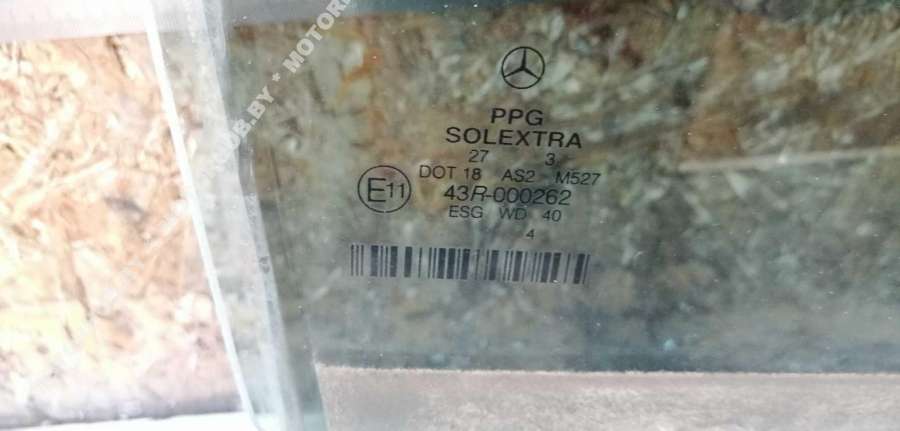 PPG
SOLEXTRA
27 3
DOT 18 AS2 M527
E11 43R-000262
ESG WD 40
4